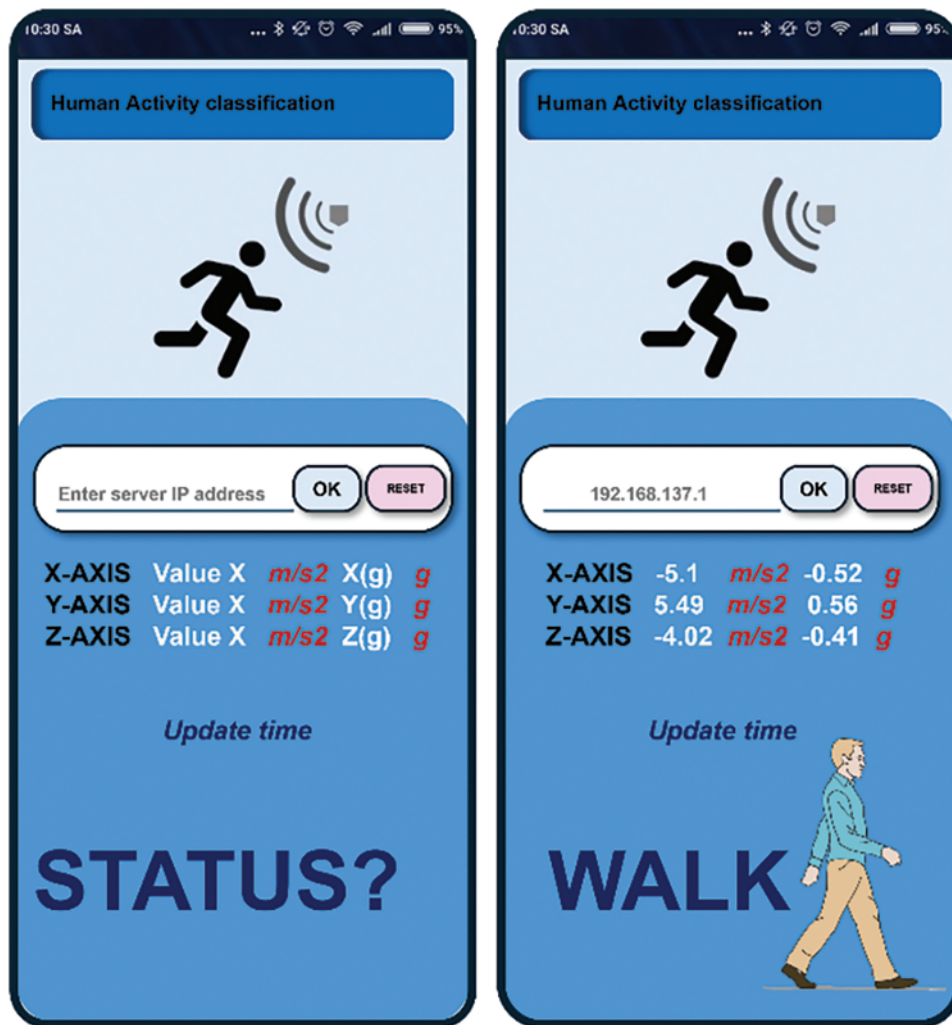 10:30 SA ... 95%
Human Activity classification
Enter server IP address OK RESET
X-AXIS Value X m/s2 X(g) g
Y-AXIS Value X m/s2 Y(g) g
Z-AXIS Value X m/s2 Z(g) g
Update time
STATUS?
:0:30 SA ... 95%
Human Activity classification
192.168.137.1 OK RESET
X-AXIS -5.1 m/s2 -0.52 g
Y-AXIS 5.49 m/s2 0.56 g
Z-AXIS -4.02 m/s2 -0.41 g
Update time
WALK